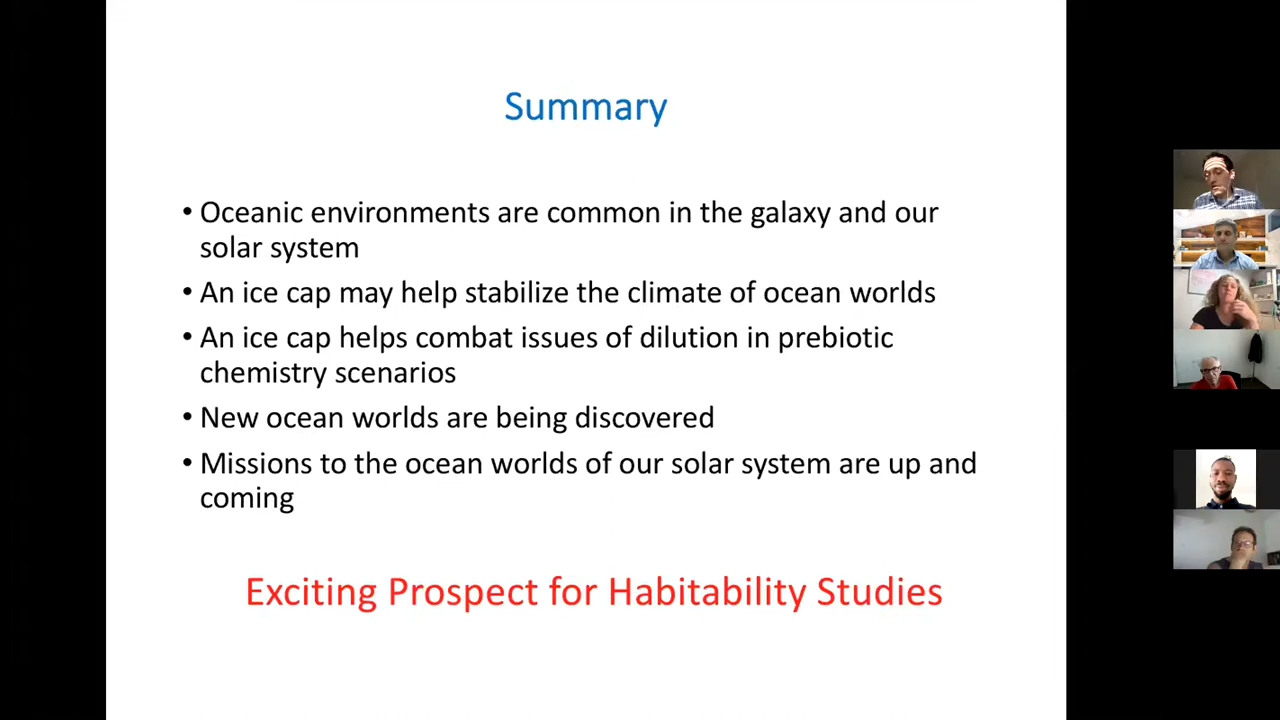 Summary
• Oceanic environments are common in the galaxy and our
solar system
• An ice cap may help stabilize the climate of ocean worlds
• An ice cap helps combat issues of dilution in prebiotic
chemistry scenarios
• New ocean worlds are being discovered
• Missions to the ocean worlds of our solar system are up and
coming
Exciting Prospect for Habitability Studies